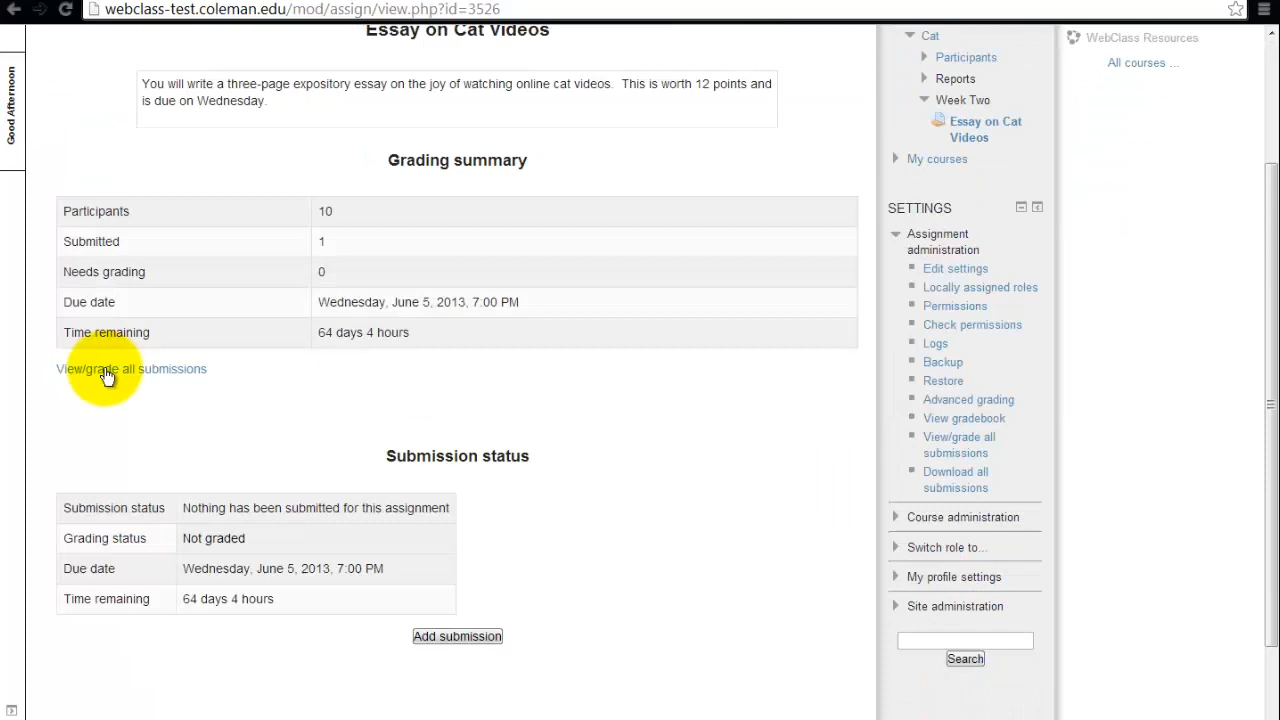 webclass-test.coleman.edu/mod/assign/view.php?id=3526
Good Afternoon
Essay on Cat Videos
You will write a three-page expository essay on the joy of watching online cat videos. This is worth 12 points and
is due on Wednesday.
Grading summary
Participants 10
Submitted 1
Needs grading 0
Due date Wednesday, June 5, 2013, 7:00 PM
Time remaining 64 days 4 hours
View/grade all submissions
Submission status
Submission status Nothing has been submitted for this assignment
Grading status Not graded
Due date Wednesday, June 5, 2013, 7:00 PM
Time remaining 64 days 4 hours
Add submission
Cat
Participants
Reports
Week Two
Essay on Cat
Videos
My courses
SETTINGS
Assignment
administration
Edit settings
Locally assigned roles
Permissions
Check permissions
Logs
Backup
Restore
Advanced grading
View gradebook
View/grade all
submissions
Download all
submissions
Course administration
Switch role to...
My profile settings
Site administration
Search
WebClass Resources
All courses ...